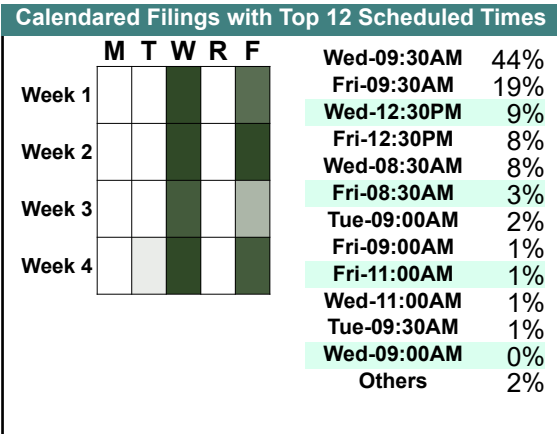 Calendared Filings with Top 12 Scheduled Times
M T W R F
Week 1
Week 2
Week 3
Week 4
Wed-09:30AM 44%
Fri-09:30AM 19%
Wed-12:30PM 9%
Fri-12:30PM 8%
Wed-08:30AM 8%
Fri-08:30AM 3%
Tue-09:00AM 2%
Fri-09:00AM 1%
Fri-11:00AM 1%
Wed-11:00AM 1%
Tue-09:30AM 1%
Wed-09:00AM 0%
Others 2%